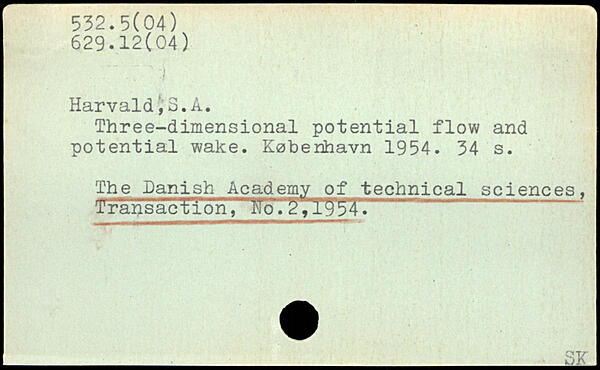 532.5(04)
629.12(04)
Harvald,S.A.
Three-dimensional potential flow and
potential wake. København 1954. 34 s.
The Danish Academy of technical sciences,
Transaction, No.2,1954.
SK